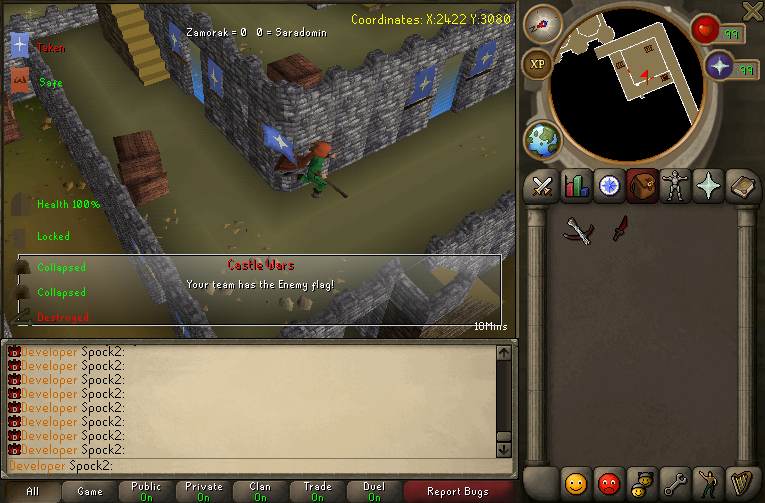 Coordinates: X:2422 Y:3080
Zamorak = 0 0 = Saradomin
Taken
Safe
Health 100%
Locked
Collapsed
Collapsed
Destroyed
Castle Wars
Your team has the Enemy flag!
18Mins
XP
99
99
Developer Spock2:
Developer Spock2:
Developer Spock2:
Developer Spock2:
Developer Spock2:
Developer Spock2:
Developer Spock2:
Developer Spock2:
Developer Spock2:
All
Game
Public
On
Private
On
Clan
On
Trade
On
Duel
On
Report Bugs